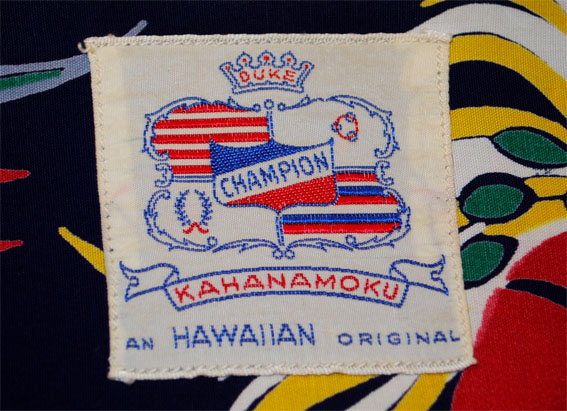 DUKE
CHAMPION
KAHANAMOKU
AN HAWAIIAN ORIGINAL